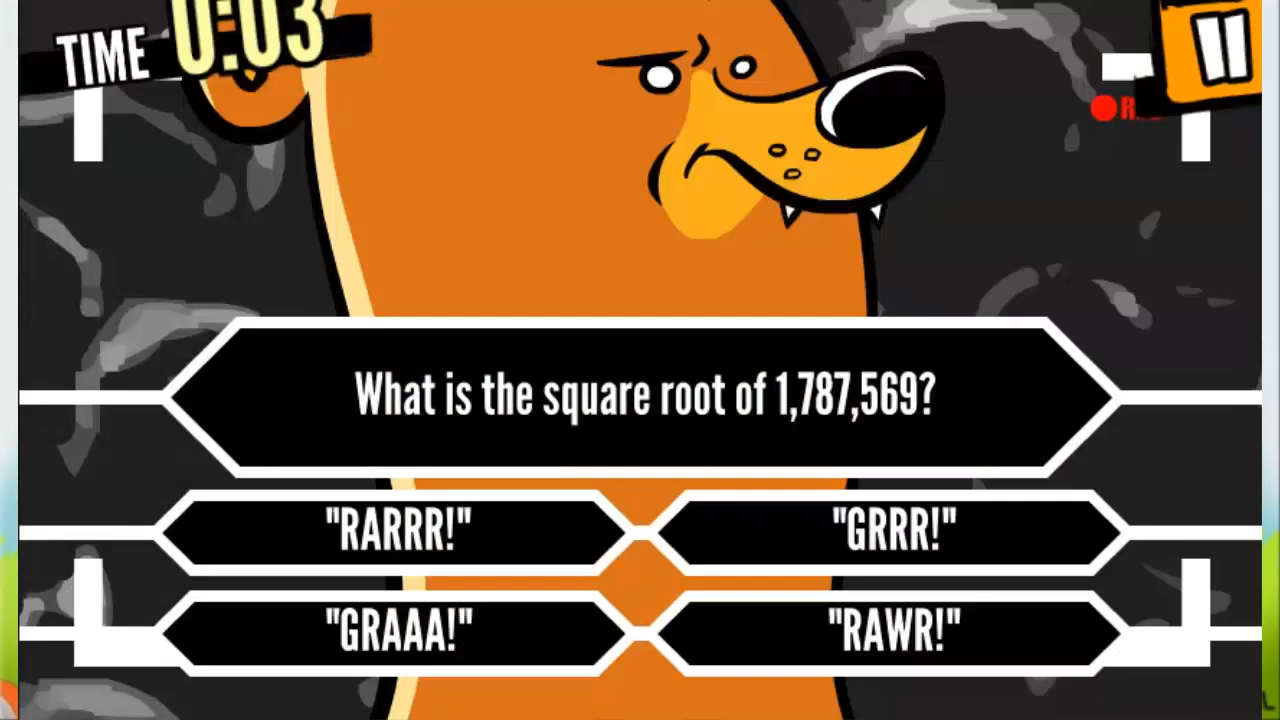 TIME 0:03
What is the square root of 1,787,569?
"RARRR!"
"GRRR!"
"GRAAA!"
"RAWR!"